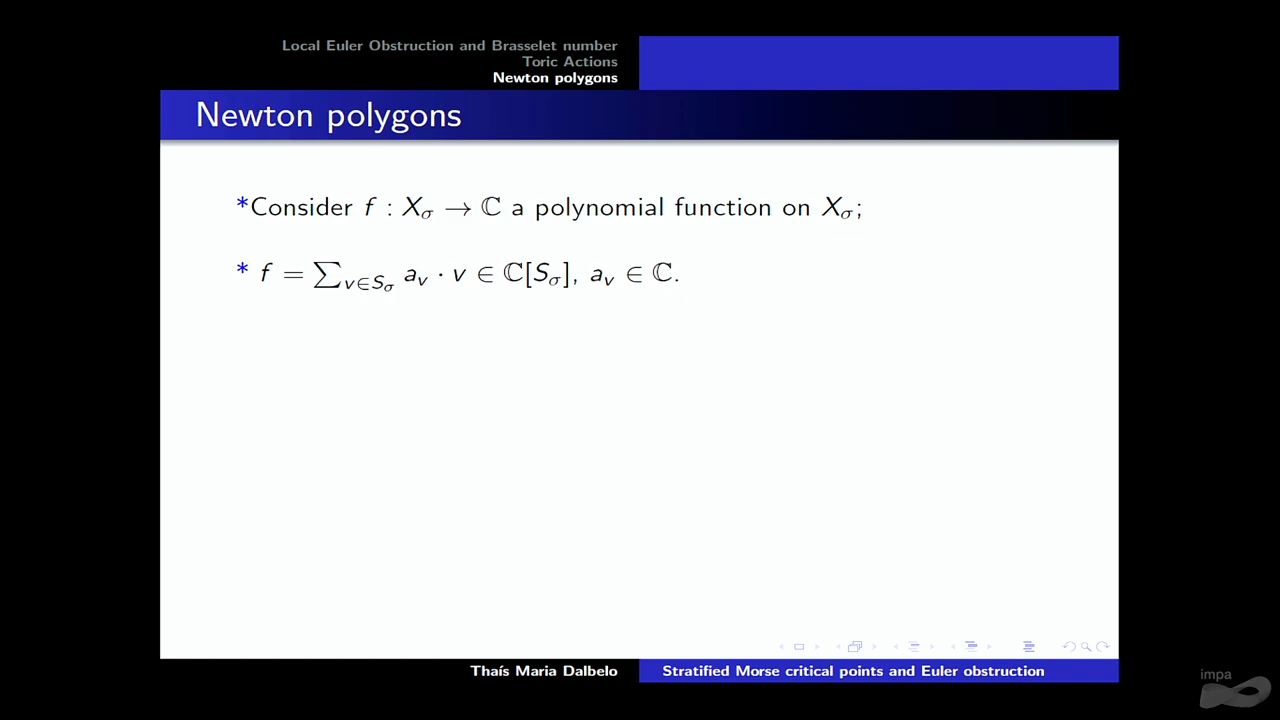 Local Euler Obstruction and Brasselet number
Toric Actions
Newton polygons
Newton polygons
*Consider f : X_σ → ℂ a polynomial function on X_σ;
* f = ∑_{v∈S_σ} a_v · v ∈ ℂ[S_σ], a_v ∈ ℂ.
Thaís Maria Dalbelo
Stratified Morse critical points and Euler obstruction
impa